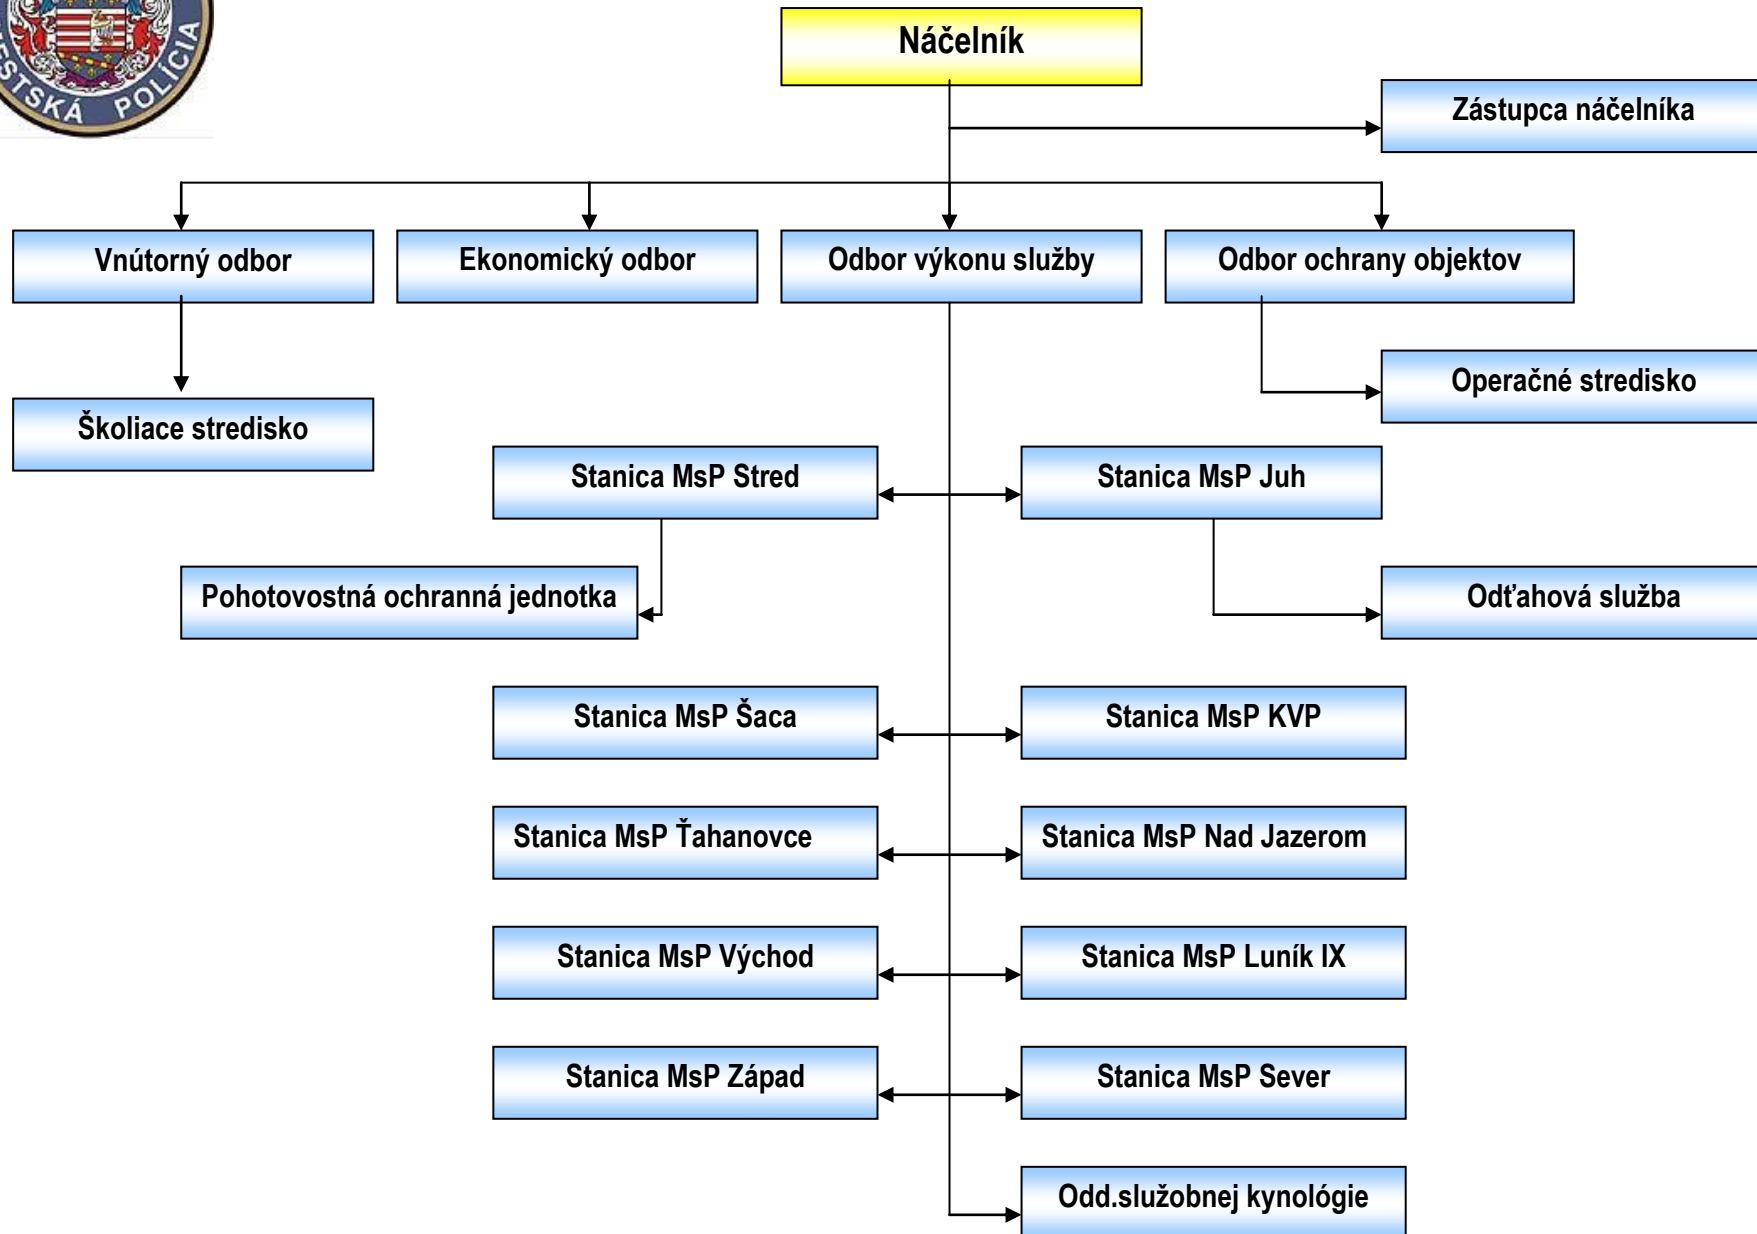 POLÍCIA
Náčelník
Zástupca náčelníka
Vnútorný odbor
Ekonomický odbor
Odbor výkonu služby
Odbor ochrany objektov
Operačné stredisko
Školiace stredisko
Stanica MsP Stred
Stanica MsP Juh
Pohotovostná ochranná jednotka
Odťahová služba
Stanica MsP Šaca
Stanica MsP KVP
Stanica MsP Ťahanovce
Stanica MsP Nad Jazerom
Stanica MsP Východ
Stanica MsP Luník IX
Stanica MsP Západ
Stanica MsP Sever
Odd.služobnej kynológie